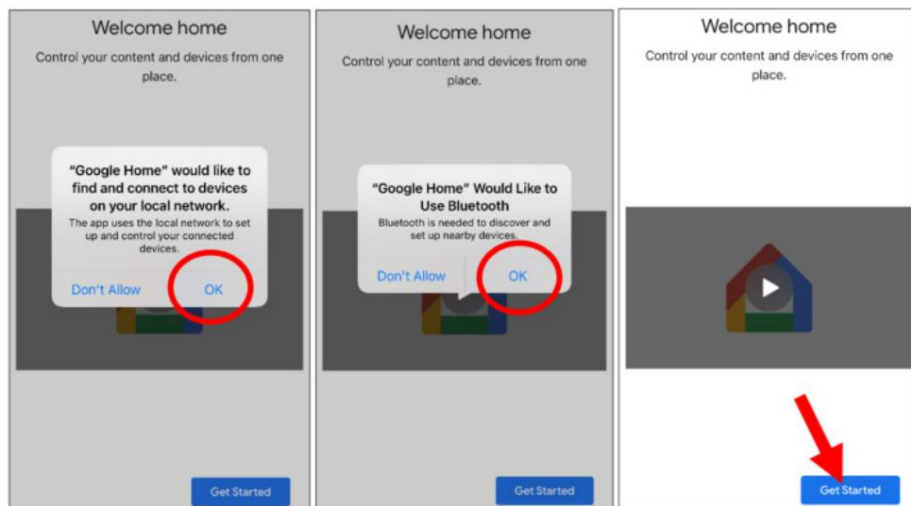 Welcome home
Control your content and devices from one
place.
"Google Home" would like to
find and connect to devices
on your local network.
The app uses the local network to set
up and control your connected
devices.
Don't Allow
OK
Get Started
Welcome home
Control your content and devices from one
place.
"Google Home" Would Like to
Use Bluetooth
Bluetooth is needed to discover and
set up nearby devices.
Don't Allow
OK
Get Started
Welcome home
Control your content and devices from one
place.
Get Started